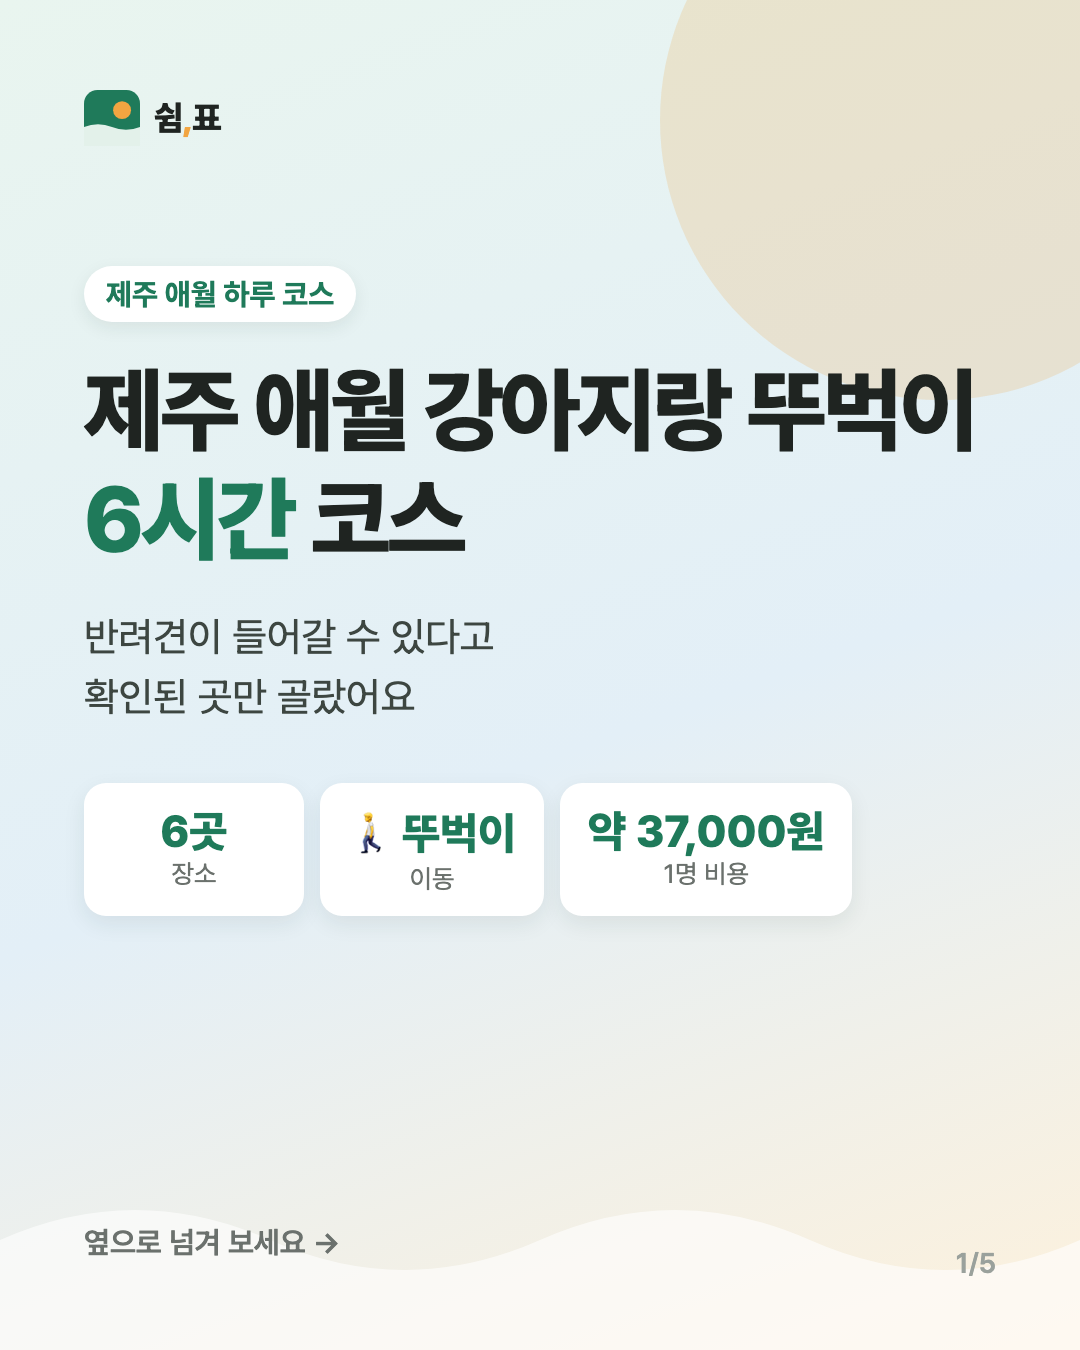 쉼,표
제주 애월 하루 코스
제주 애월 강아지랑 뚜벅이
6시간 코스
반려견이 들어갈 수 있다고
확인된 곳만 골랐어요
6곳
장소
🚶 뚜벅이
이동
약 37,000원
1명 비용
옆으로 넘겨 보세요 →
1/5